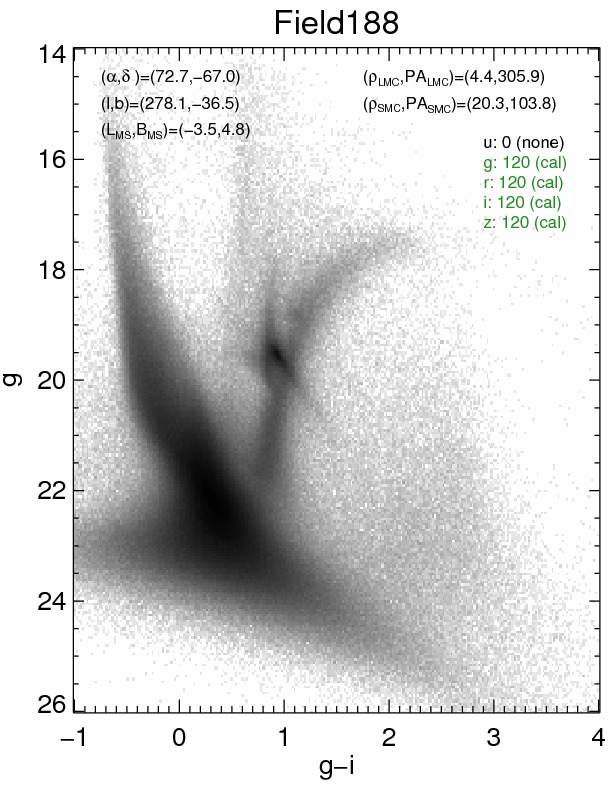 Field188
(α,δ )=(72.7,−67.0)
(ρLMC,PALMC)=(4.4,305.9)
(l,b)=(278.1,−36.5)
(ρSMC,PASMC)=(20.3,103.8)
(LMS,BMS)=(−3.5,4.8)
u: 0 (none)
g: 120 (cal)
r: 120 (cal)
i: 120 (cal)
z: 120 (cal)
14
16
18
20
22
24
26
g
−1 0 1 2 3 4
g−i